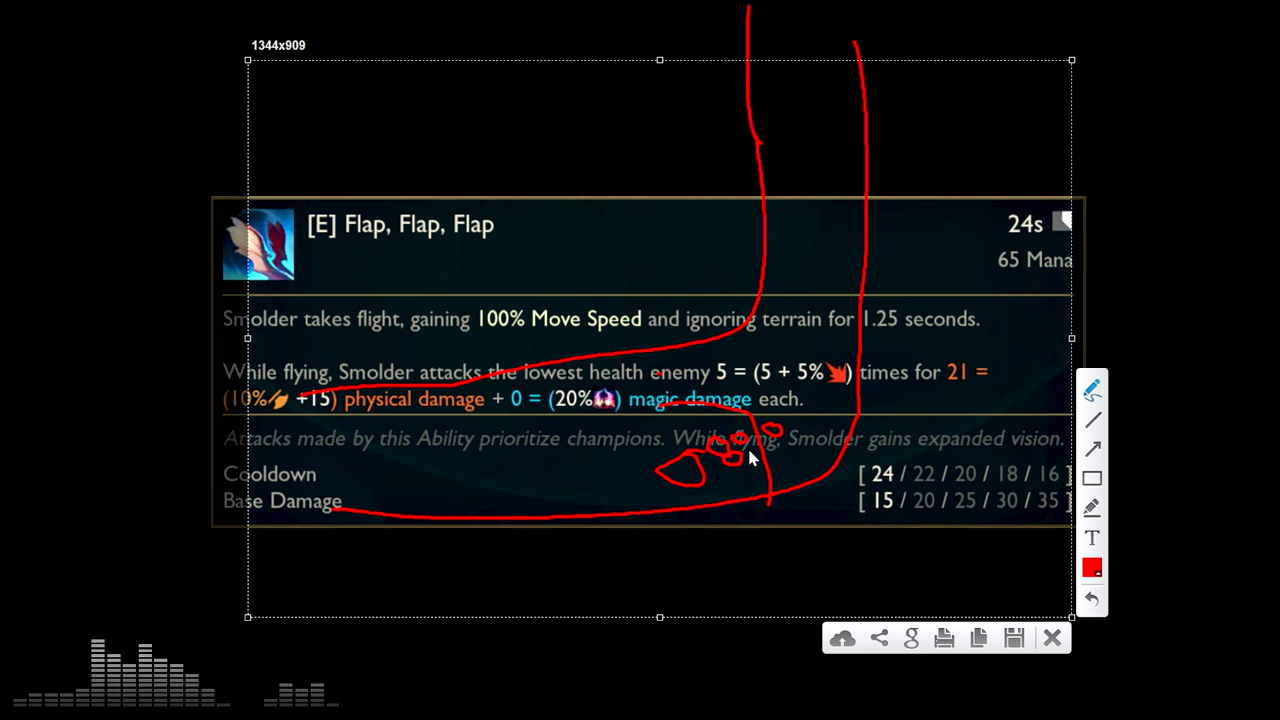 1344x909
[E] Flap, Flap, Flap
24s
65 Mana
Smolder takes flight, gaining 100% Move Speed and ignoring terrain for 1.25 seconds.
While flying, Smolder attacks the lowest health enemy 5 = (5 + 5%) times for 21 =
(10% +15) physical damage + 0 = (20%) magic damage each.
Attacks made by this Ability prioritize champions. While flying, Smolder gains expanded vision.
Cooldown [ 24 / 22 / 20 / 18 / 16 ]
Base Damage [ 15 / 20 / 25 / 30 / 35 ]
T
g